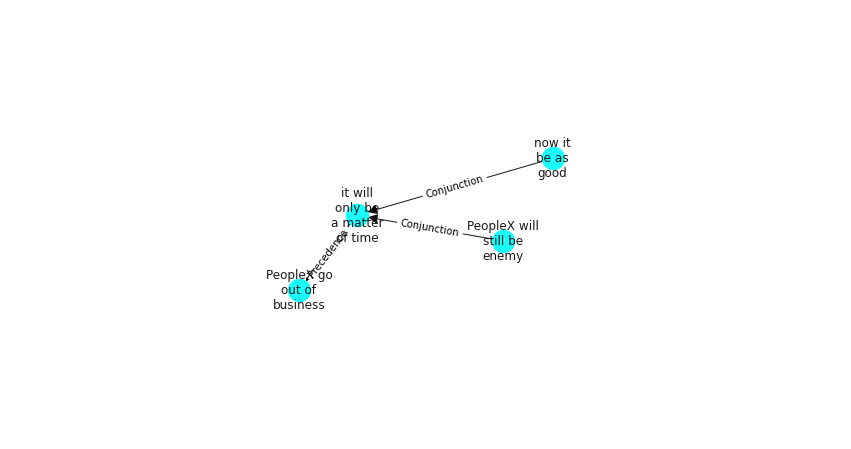 now it
be as
good
it will
only be
a matter
of time
Conjunction
Conjunction
PeopleX will
still be
enemy
Precedence
PeopleX go
out of
business